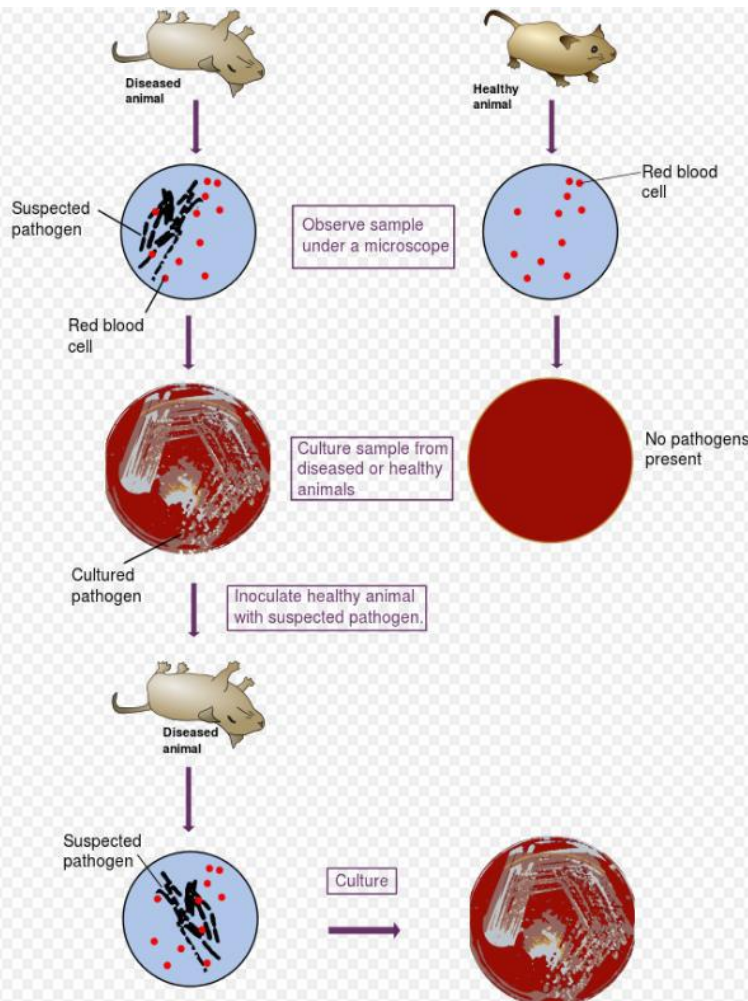 Diseased
animal
Healthy
animal
Red blood
cell
Suspected
pathogen
Observe sample
under a microscope
Red blood
cell
Culture sample from
diseased or healthy
animals
No pathogens
present
Cultured
pathogen
Inoculate healthy animal
with suspected pathogen.
Diseased
animal
Suspected
pathogen
Culture